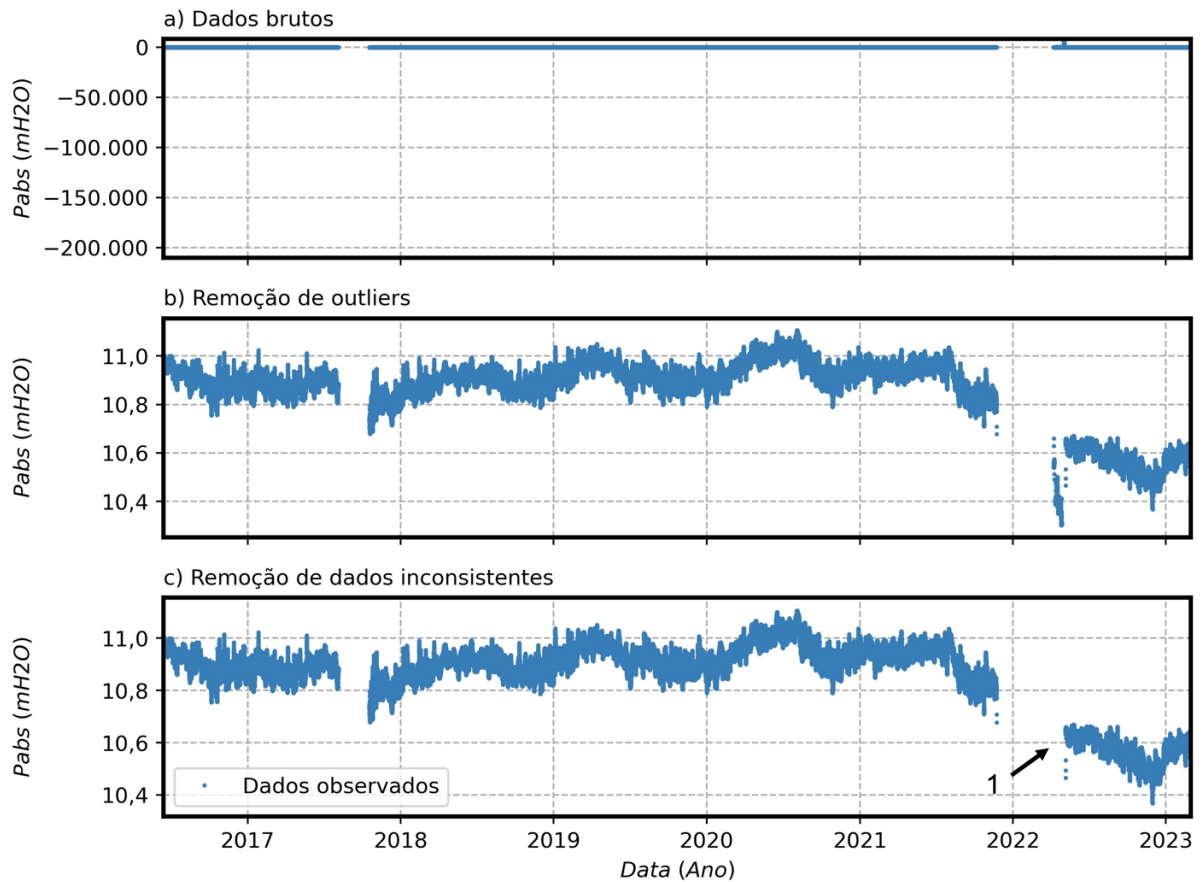 a) Dados brutos
0
−50.000
−100.000
−150.000
−200.000
Pabs (mH2O)
b) Remoção de outliers
11,0
10,8
10,6
10,4
Pabs (mH2O)
c) Remoção de dados inconsistentes
11,0
10,8
10,6
10,4
Pabs (mH2O)
1
Dados observados
2017 2018 2019 2020 2021 2022 2023
Data (Ano)